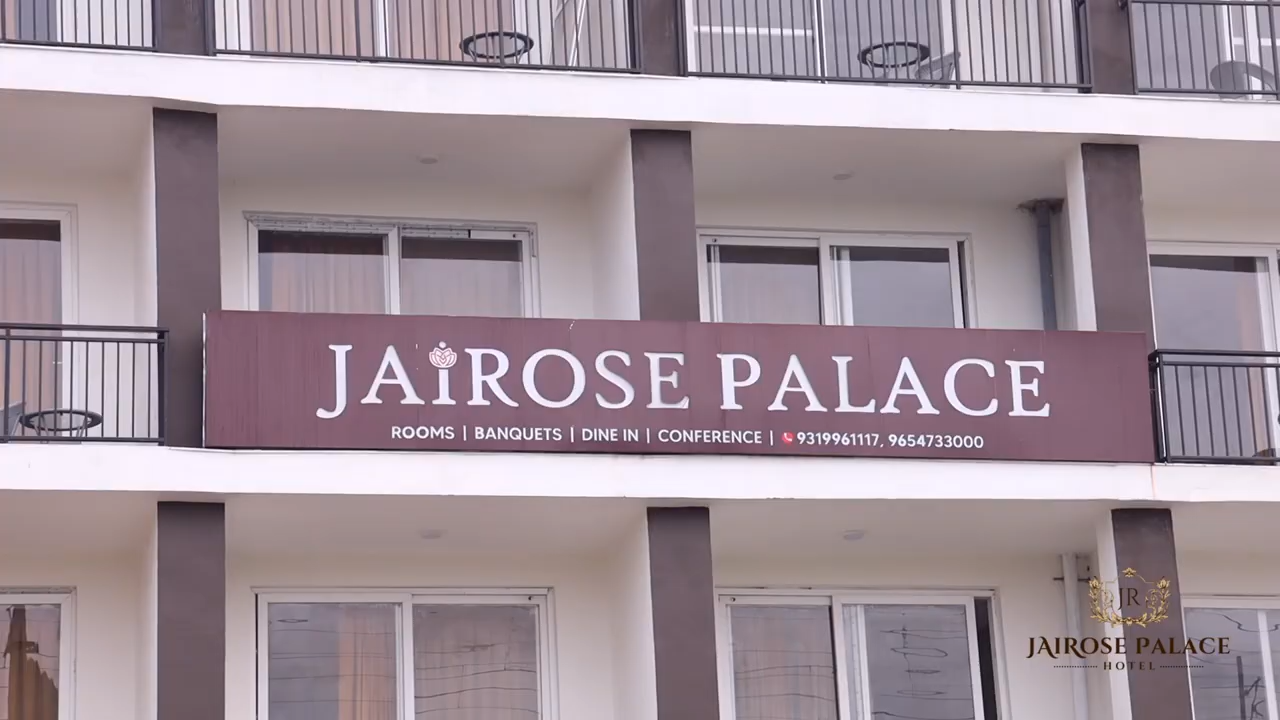 JAiROSE PALACE
ROOMS | BANQUETS | DINE IN | CONFERENCE | 9319961117, 9654733000
JR
JAIROSE PALACE
HOTEL